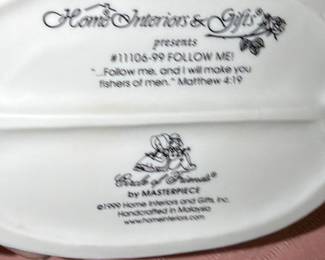 Home Interiors & Gifts®
presents
#11106-99 FOLLOW ME!
"...Follow me, and I will make you
fishers of men." Matthew 4:19
Circle of Friends®
by MASTERPIECE
©1999 Home Interiors and Gifts, Inc.
Handcrafted in Malaysia
www.homeinteriors.com